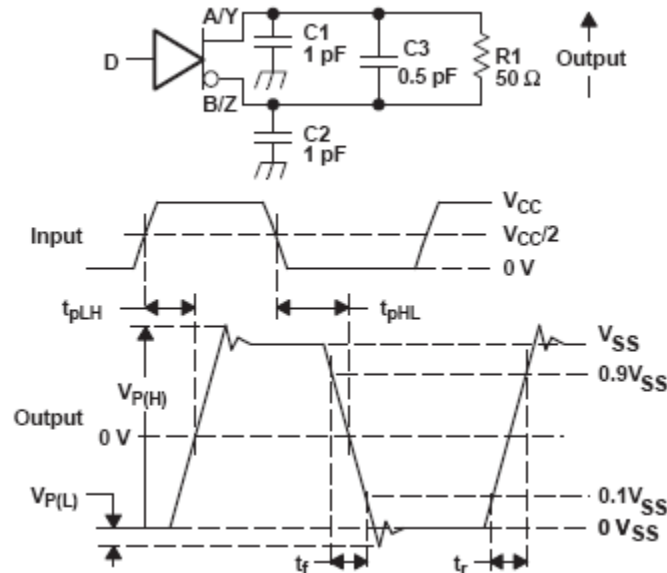 A/Y
C1
1 pF
C3
0.5 pF
R1
50 Ω
Output
D
B/Z
C2
1 pF
Input
VCC
VCC/2
0 V
tpLH
tpHL
VP(H)
VSS
0.9VSS
Output
0 V
VP(L)
0.1VSS
0 VSS
tf
tr